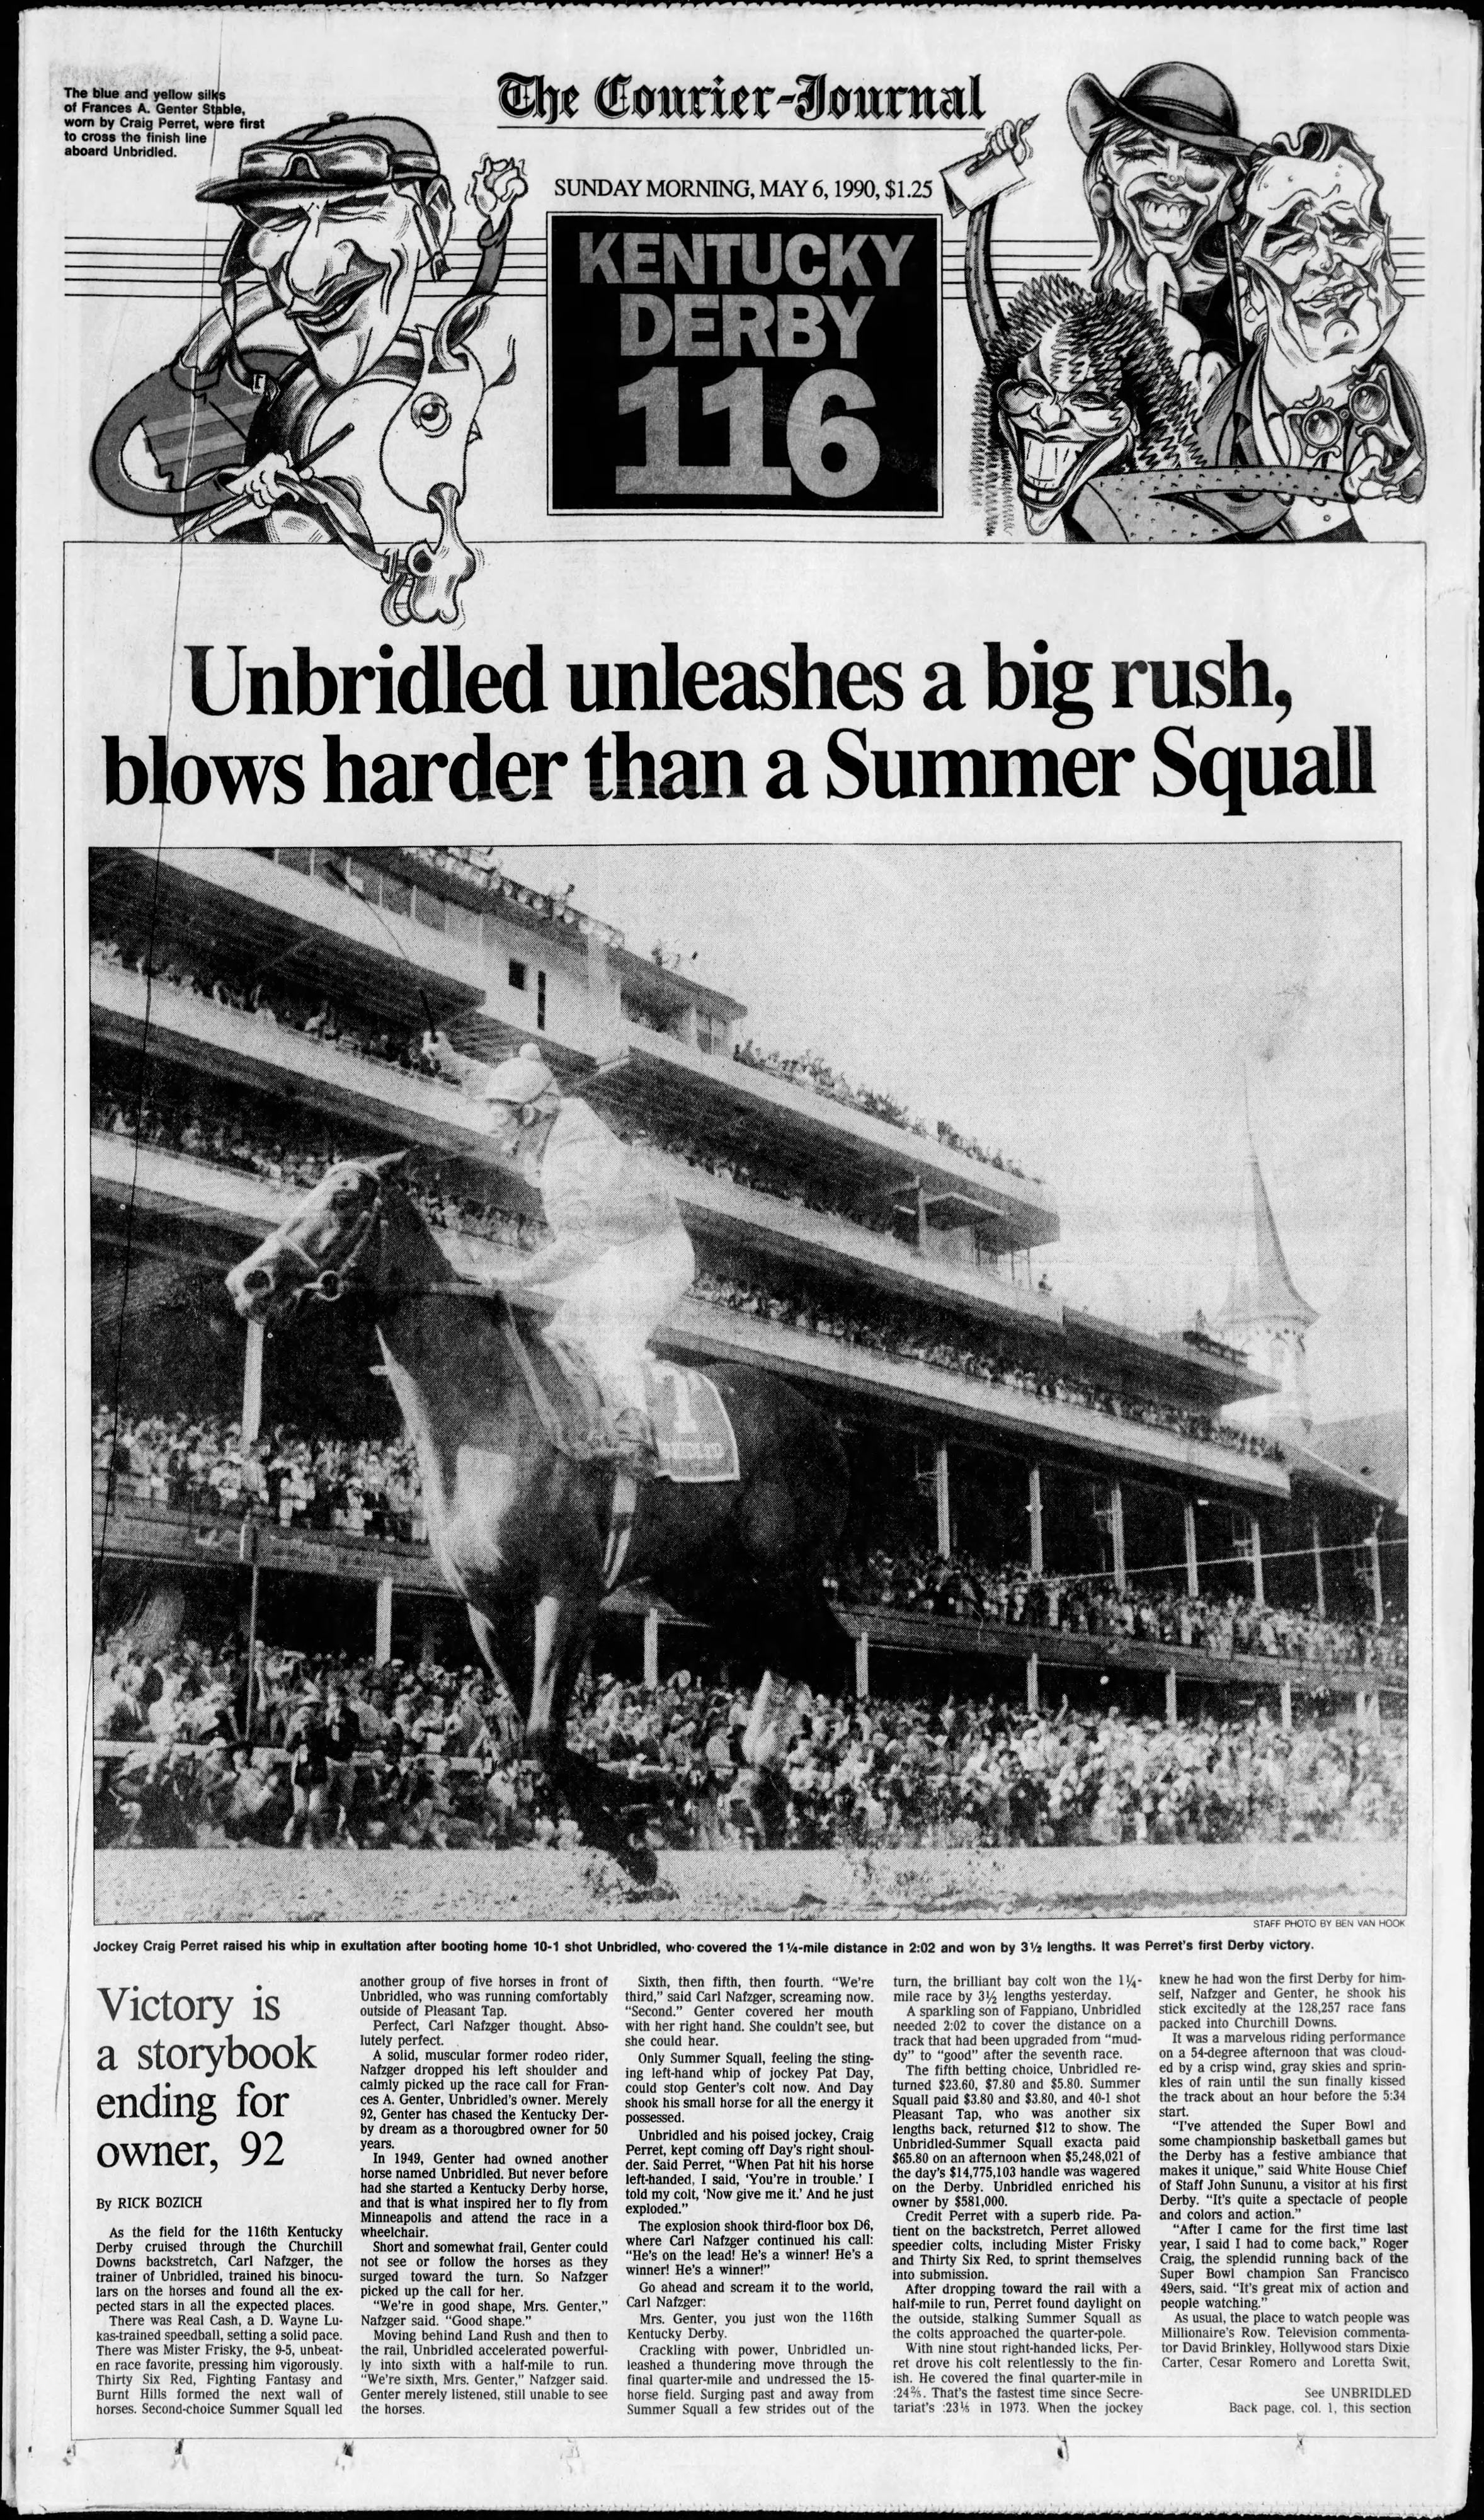 The blue and yellow silks
of Frances A. Genter Stable,
worn by Craig Perret, were first
to cross the finish line
aboard Unbridled.
The Courier-Journal
SUNDAY MORNING, MAY 6, 1990, $1.25
KENTUCKY
DERBY
116
Unbridled unleashes a big rush,
blows harder than a Summer Squall
7
STAFF PHOTO BY BEN VAN HOOK
Jockey Craig Perret raised his whip in exultation after booting home 10-1 shot Unbridled, who covered the 1¼-mile distance in 2:02 and won by 3½ lengths. It was Perret's first Derby victory.
Victory is
a storybook
ending for
owner, 92
By RICK BOZICH
As the field for the 116th Kentucky
Derby cruised through the Churchill
Downs backstretch, Carl Nafzger, the
trainer of Unbridled, trained his binocu-
lars on the horses and found all the ex-
pected stars in all the expected places.
There was Real Cash, a D. Wayne Lu-
kas-trained speedball, setting a solid pace.
There was Mister Frisky, the 9-5, unbeat-
en race favorite, pressing him vigorously.
Thirty Six Red, Fighting Fantasy and
Burnt Hills formed the next wall of
horses. Second-choice Summer Squall led
another group of five horses in front of
Unbridled, who was running comfortably
outside of Pleasant Tap.
Perfect, Carl Nafzger thought. Abso-
lutely perfect.
A solid, muscular former rodeo rider,
Nafzger dropped his left shoulder and
calmly picked up the race call for Fran-
ces A. Genter, Unbridled's owner. Merely
92, Genter has chased the Kentucky Der-
by dream as a thorougbred owner for 50
years.
In 1949, Genter had owned another
horse named Unbridled. But never before
had she started a Kentucky Derby horse,
and that is what inspired her to fly from
Minneapolis and attend the race in a
wheelchair.
Short and somewhat frail, Genter could
not see or follow the horses as they
surged toward the turn. So Nafzger
picked up the call for her.
"We're in good shape, Mrs. Genter,"
Nafzger said. "Good shape."
Moving behind Land Rush and then to
the rail, Unbridled accelerated powerful-
ly into sixth with a half-mile to run.
"We're sixth, Mrs. Genter," Nafzger said.
Genter merely listened, still unable to see
the horses.
Sixth, then fifth, then fourth. "We're
third," said Carl Nafzger, screaming now.
"Second." Genter covered her mouth
with her right hand. She couldn't see, but
she could hear.
Only Summer Squall, feeling the sting-
ing left-hand whip of jockey Pat Day,
could stop Genter's colt now. And Day
shook his small horse for all the energy it
possessed.
Unbridled and his poised jockey, Craig
Perret, kept coming off Day's right shoul-
der. Said Perret, "When Pat hit his horse
left-handed, I said, 'You're in trouble.' I
told my colt, 'Now give me it.' And he just
exploded."
The explosion shook third-floor box D6,
where Carl Nafzger continued his call:
"He's on the lead! He's a winner! He's a
winner! He's a winner!"
Go ahead and scream it to the world,
Carl Nafzger:
Mrs. Genter, you just won the 116th
Kentucky Derby.
Crackling with power, Unbridled un-
leashed a thundering move through the
final quarter-mile and undressed the 15-
horse field. Surging past and away from
Summer Squall a few strides out of the
turn, the brilliant bay colt won the 1¼-
mile race by 3½ lengths yesterday.
A sparkling son of Fappiano, Unbridled
needed 2:02 to cover the distance on a
track that had been upgraded from "mud-
dy" to "good" after the seventh race.
The fifth betting choice, Unbridled re-
turned $23.60, $7.80 and $5.80. Summer
Squall paid $3.80 and $3.80, and 40-1 shot
Pleasant Tap, who was another six
lengths back, returned $12 to show. The
Unbridled-Summer Squall exacta paid
$65.80 on an afternoon when $5,248,021 of
the day's $14,775,103 handle was wagered
on the Derby. Unbridled enriched his
owner by $581,000.
Credit Perret with a superb ride. Pa-
tient on the backstretch, Perret allowed
speedier colts, including Mister Frisky
and Thirty Six Red, to sprint themselves
into submission.
After dropping toward the rail with a
half-mile to run, Perret found daylight on
the outside, stalking Summer Squall as
the colts approached the quarter-pole.
With nine stout right-handed licks, Per-
ret drove his colt relentlessly to the fin-
ish. He covered the final quarter-mile in
:24⅖. That's the fastest time since Secre-
tariat's :23⅕ in 1973. When the jockey
knew he had won the first Derby for him-
self, Nafzger and Genter, he shook his
stick excitedly at the 128,257 race fans
packed into Churchill Downs.
It was a marvelous riding performance
on a 54-degree afternoon that was cloud-
ed by a crisp wind, gray skies and sprin-
kles of rain until the sun finally kissed
the track about an hour before the 5:34
start.
"I've attended the Super Bowl and
some championship basketball games but
the Derby has a festive ambiance that
makes it unique," said White House Chief
of Staff John Sununu, a visitor at his first
Derby. "It's quite a spectacle of people
and colors and action."
"After I came for the first time last
year, I said I had to come back," Roger
Craig, the splendid running back of the
Super Bowl champion San Francisco
49ers, said. "It's great mix of action and
people watching."
As usual, the place to watch people was
Millionaire's Row. Television commenta-
tor David Brinkley, Hollywood stars Dixie
Carter, Cesar Romero and Loretta Swit,
See UNBRIDLED
Back page, col. 1, this section